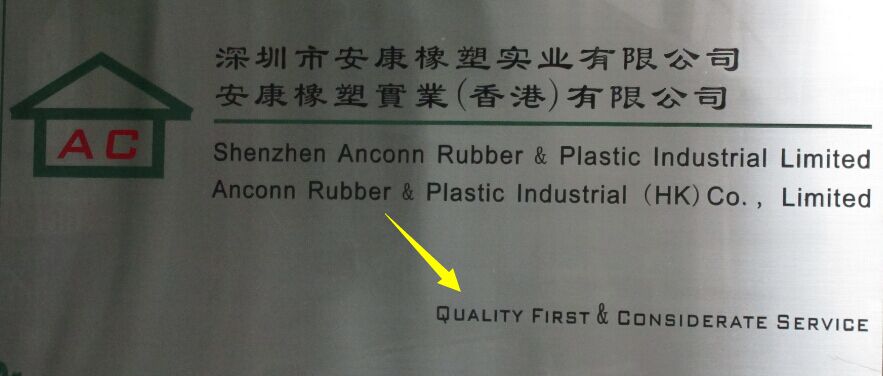 深圳市安康橡塑实业有限公司
安康橡塑實業(香港)有限公司
AC
Shenzhen Anconn Rubber & Plastic Industrial Limited
Anconn Rubber & Plastic Industrial (HK) Co., Limited
QUALITY FIRST & CONSIDERATE SERVICE